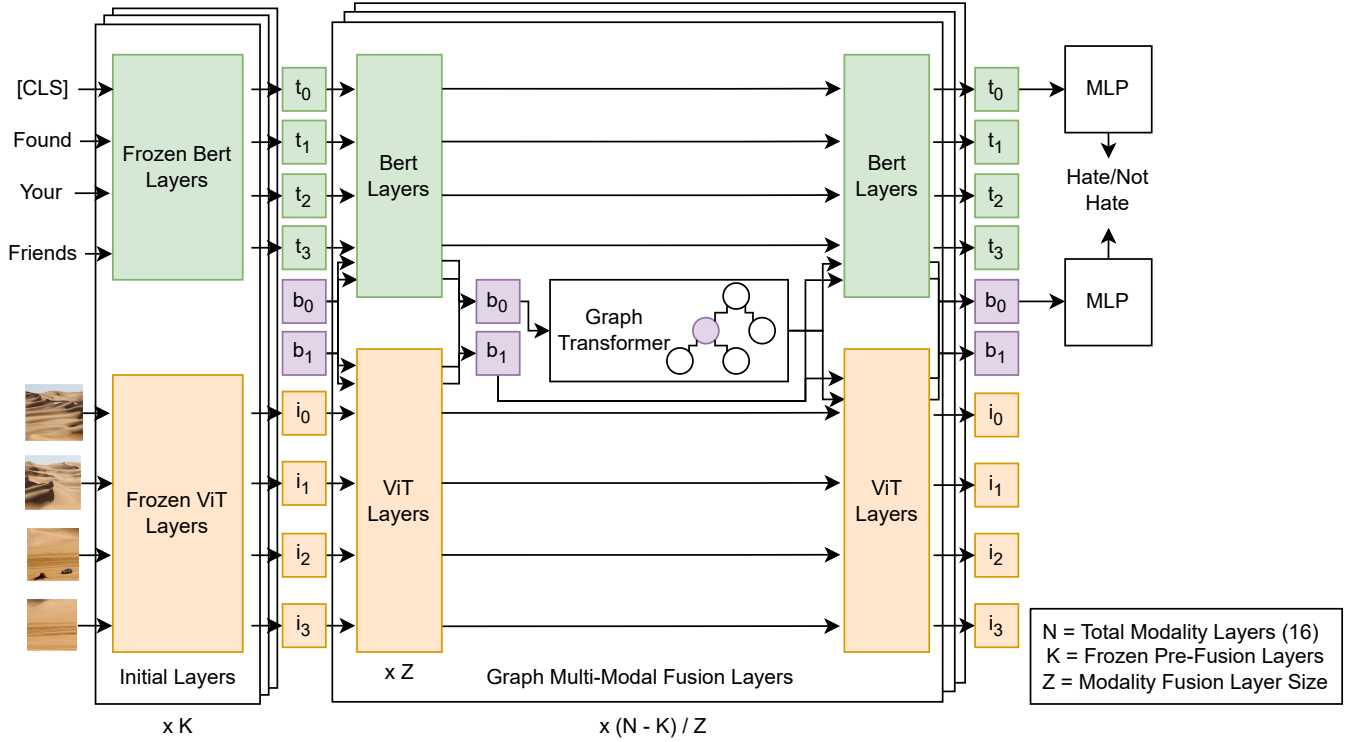 [CLS]
Found
Your
Friends
Frozen Bert
Layers
Frozen ViT
Layers
Initial Layers
x K
t0
t1
t2
t3
b0
b1
i0
i1
i2
i3
Bert
Layers
ViT
Layers
x Z
b0
b1
Graph
Transformer
Graph Multi-Modal Fusion Layers
x (N - K) / Z
Bert
Layers
ViT
Layers
t0
t1
t2
t3
b0
b1
i0
i1
i2
i3
MLP
Hate/Not
Hate
MLP
N = Total Modality Layers (16)
K = Frozen Pre-Fusion Layers
Z = Modality Fusion Layer Size